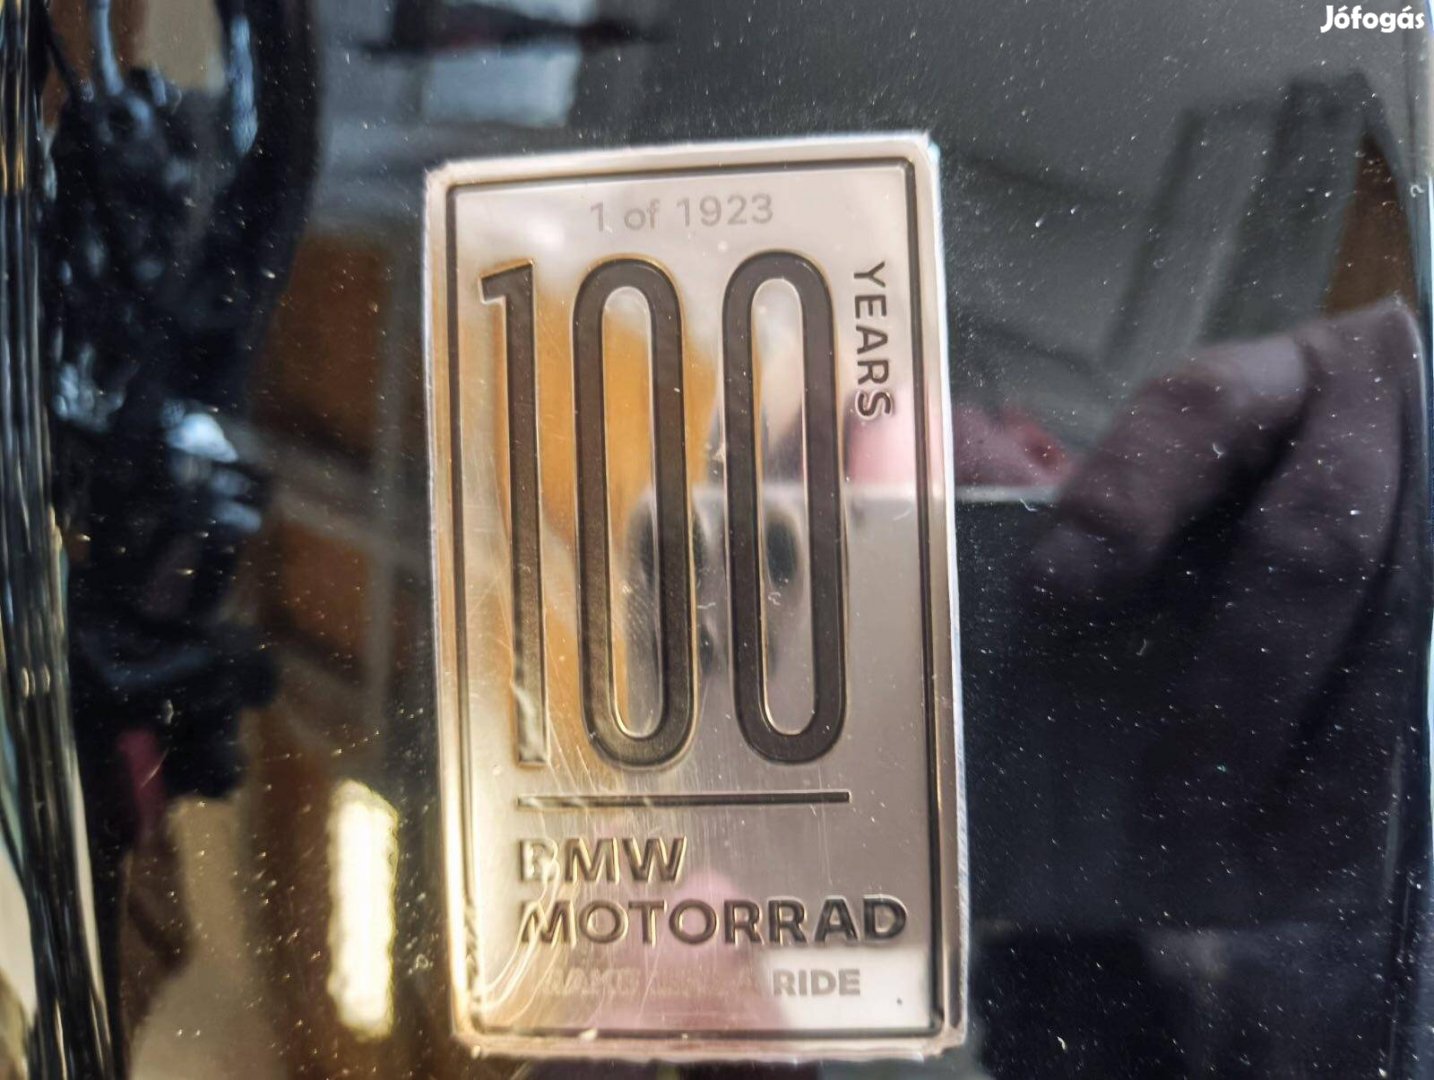 Jófogás
1 of 1923
100
YEARS
BMW
MOTORRAD
RIDE